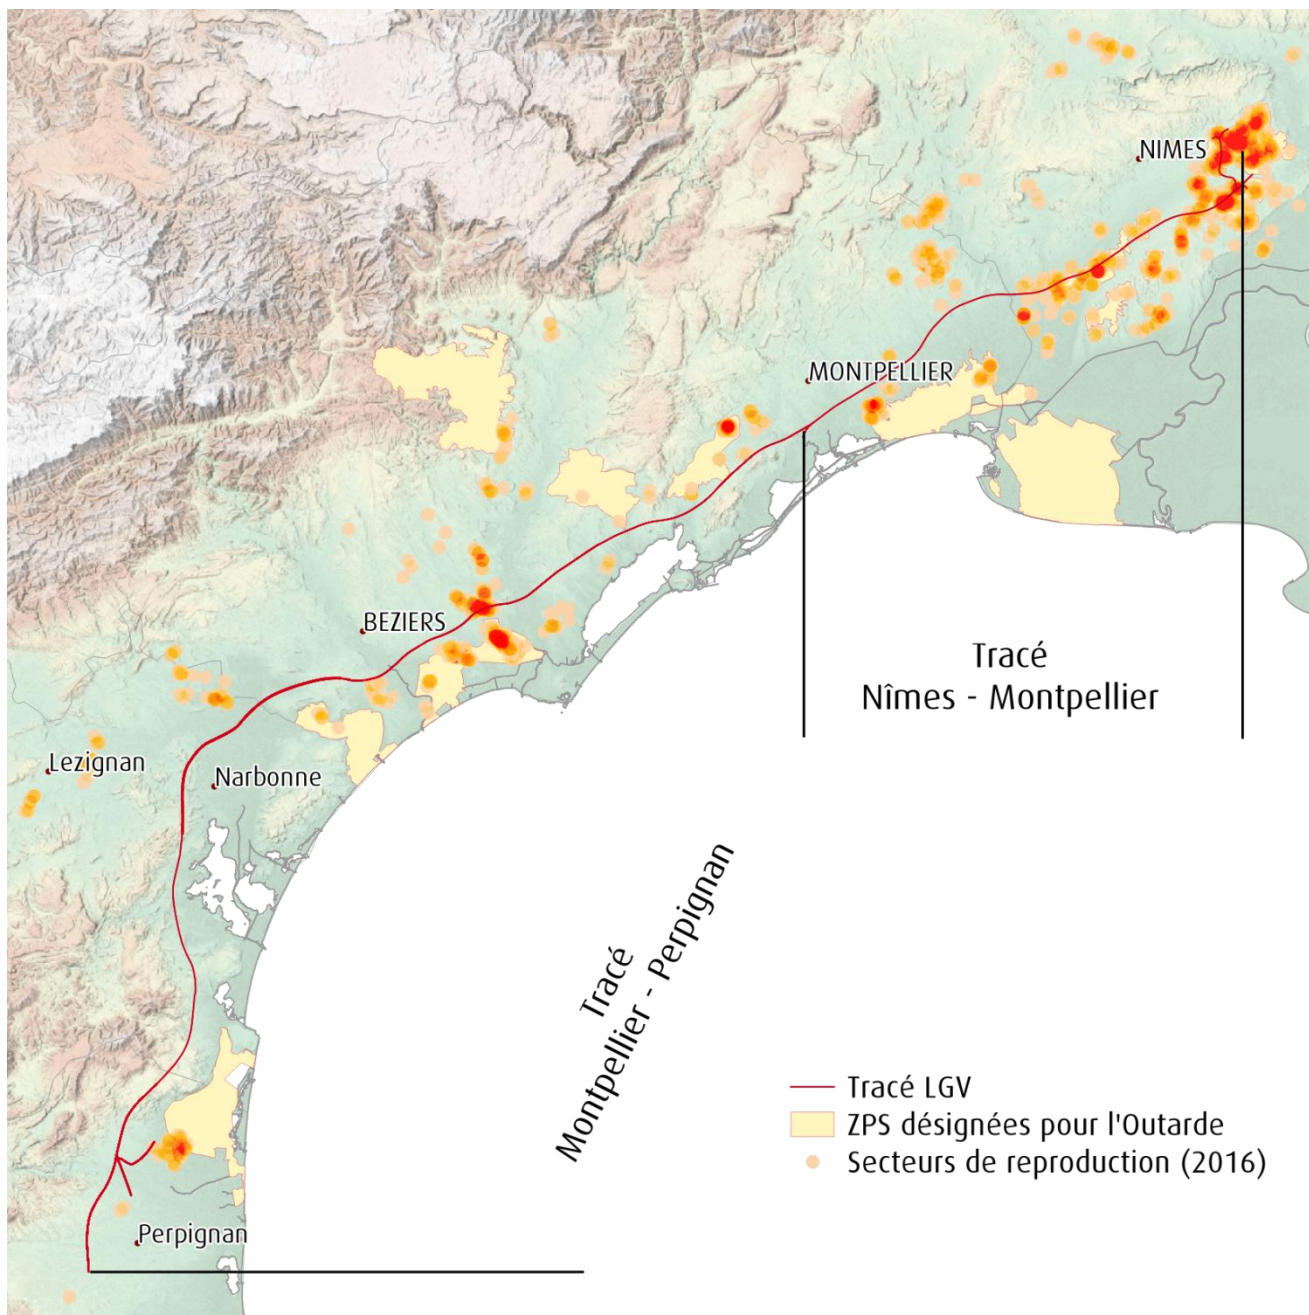 NIMES
MONTPELLIER
BEZIERS
Tracé
Nîmes - Montpellier
Lezignan
Narbonne
Tracé
Montpellier - Perpignan
Tracé LGV
ZPS désignées pour l'Outarde
Secteurs de reproduction (2016)
Perpignan